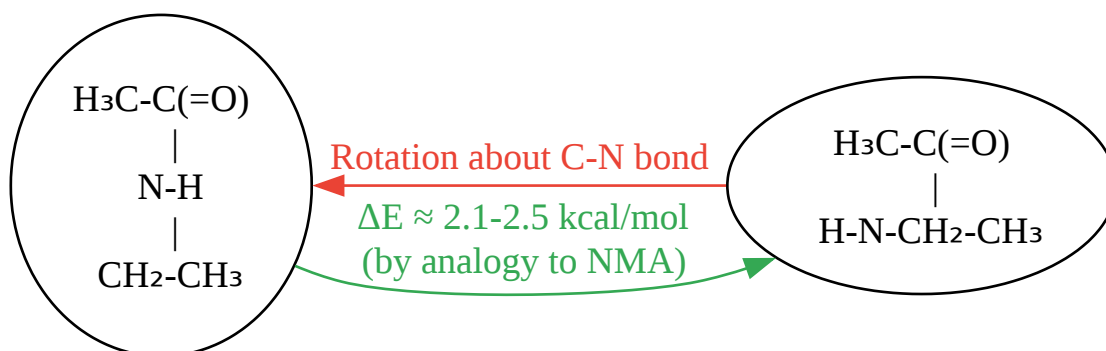 H₃C-C(=O)
|
N-H
|
CH₂-CH₃
Rotation about C-N bond
ΔE ≈ 2.1-2.5 kcal/mol
(by analogy to NMA)
H₃C-C(=O)
|
H-N-CH₂-CH₃